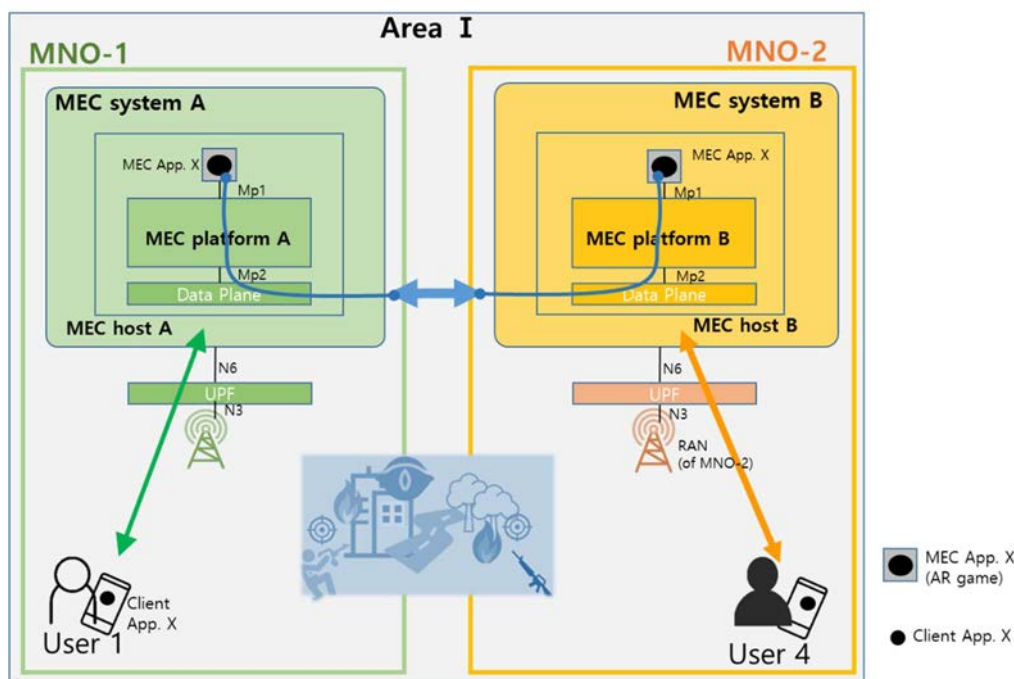 Area I
MNO-1
MNO-2
MEC system A
MEC App. X
Mp1
MEC platform A
Mp2
Data Plane
MEC host A
N6
UPF
N3
MEC system B
MEC App. X
Mp1
MEC platform B
Mp2
Data Plane
MEC host B
N6
UPF
N3
RAN
(of MNO-2)
Client
App. X
User 1
User 4
MEC App. X
(AR game)
Client App. X